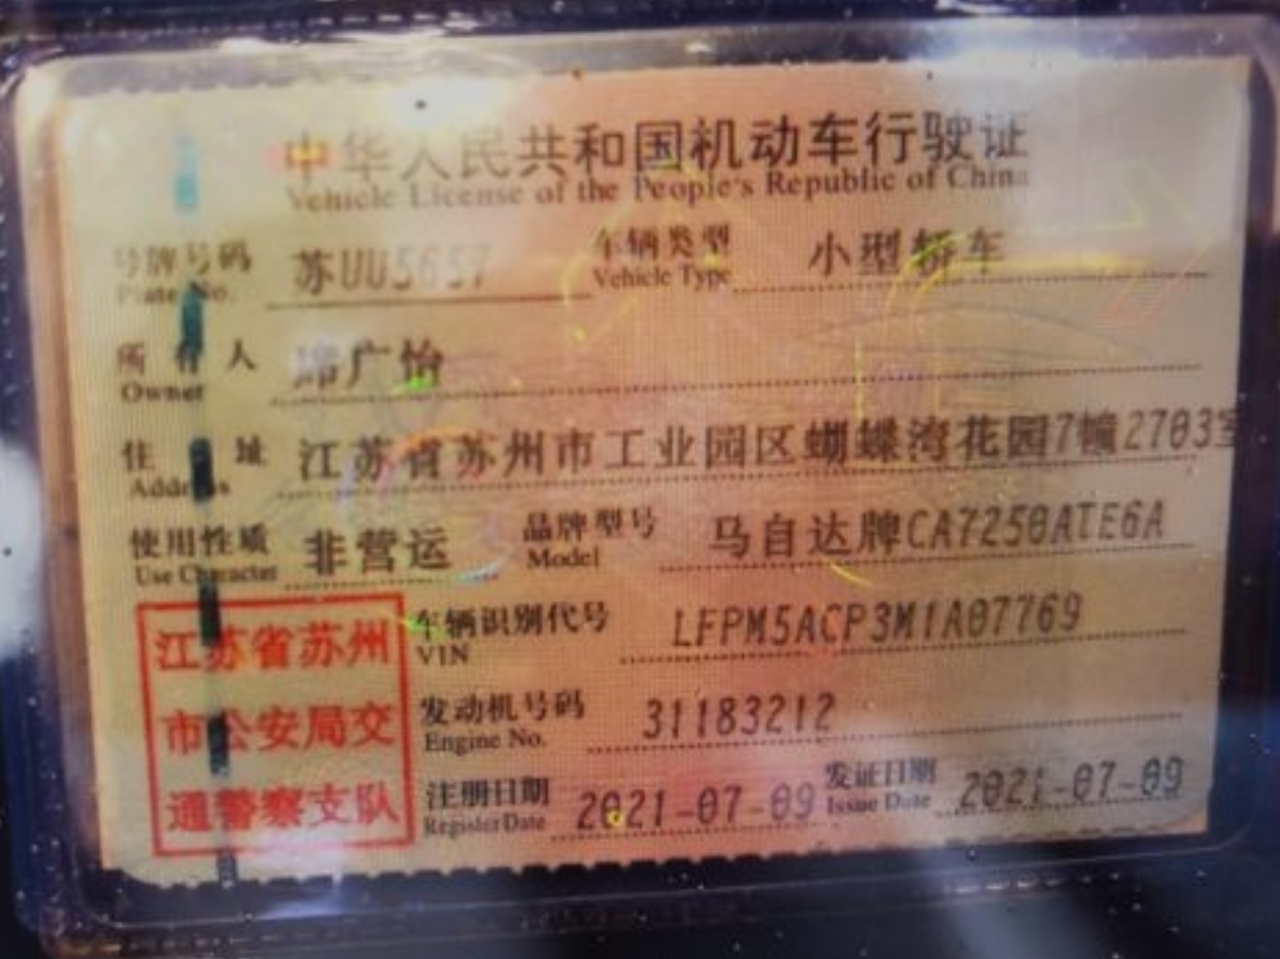 中华人民共和国机动车行驶证
Vehicle License of the People's Republic of China
号牌号码 苏UU5657 车辆类型 小型轿车
Plate No. Vehicle Type
所有人 席广怡
Owner
住址 江苏省苏州市工业园区蝴蝶湾花园7幢2703室
Address
使用性质 非营运 品牌型号 马自达牌CA7250ATE6A
Use Character Model
江苏省苏州
市公安局交
通警察支队
车辆识别代号 LFPM5ACP3M1A07769
VIN
发动机号码 31183212
Engine No.
注册日期 2021-07-09 发证日期 2021-07-09
Register Date Issue Date